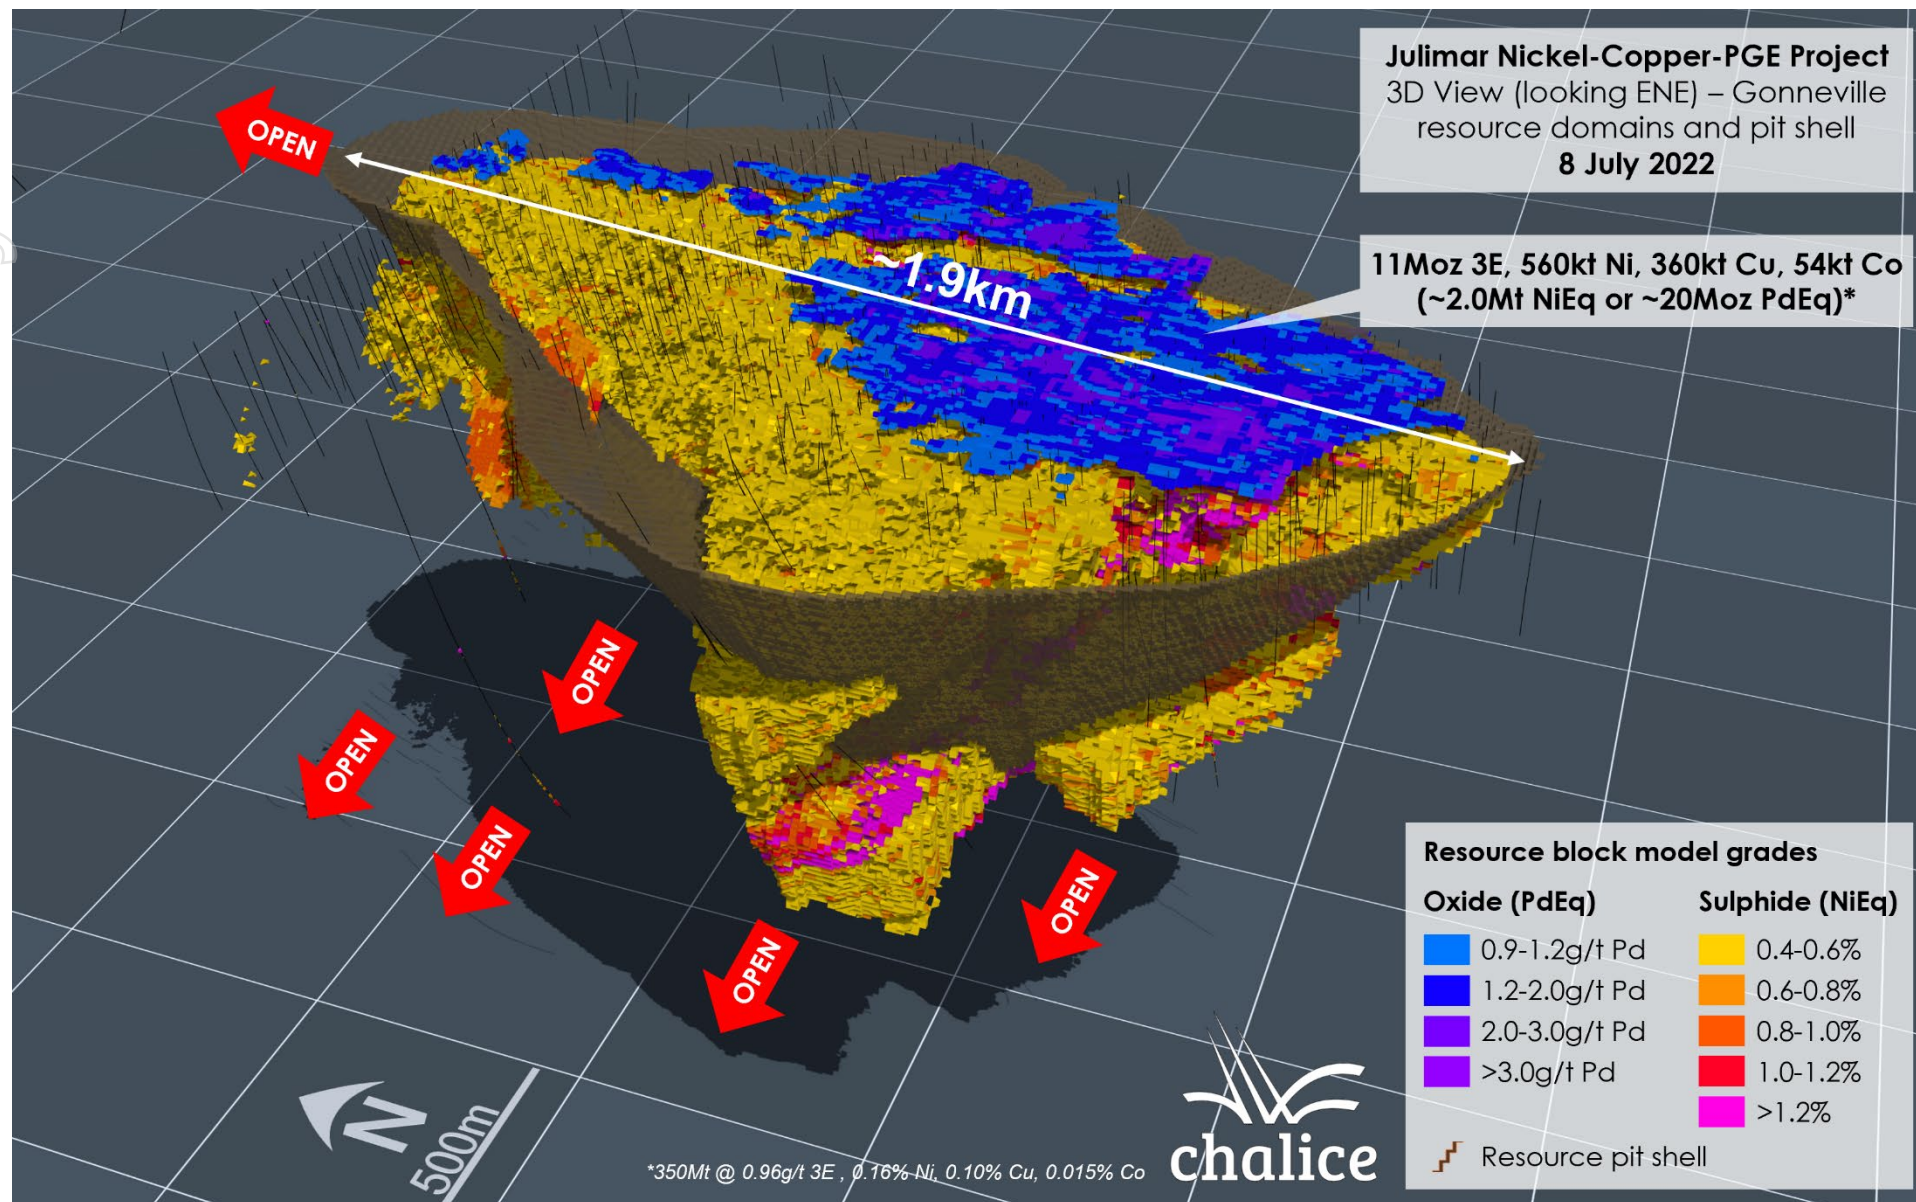 Julimar Nickel-Copper-PGE Project
3D View (looking ENE) – Gonneville
resource domains and pit shell
8 July 2022
OPEN
~1.9km
11Moz 3E, 560kt Ni, 360kt Cu, 54kt Co
(~2.0Mt NiEq or ~20Moz PdEq)*
OPEN
OPEN
OPEN
OPEN
OPEN
Resource block model grades
Oxide (PdEq)
0.9-1.2g/t Pd
1.2-2.0g/t Pd
2.0-3.0g/t Pd
>3.0g/t Pd
Sulphide (NiEq)
0.4-0.6%
0.6-0.8%
0.8-1.0%
1.0-1.2%
>1.2%
Resource pit shell
N
500m
*350Mt @ 0.96g/t 3E , 0.16% Ni, 0.10% Cu, 0.015% Co
chalice